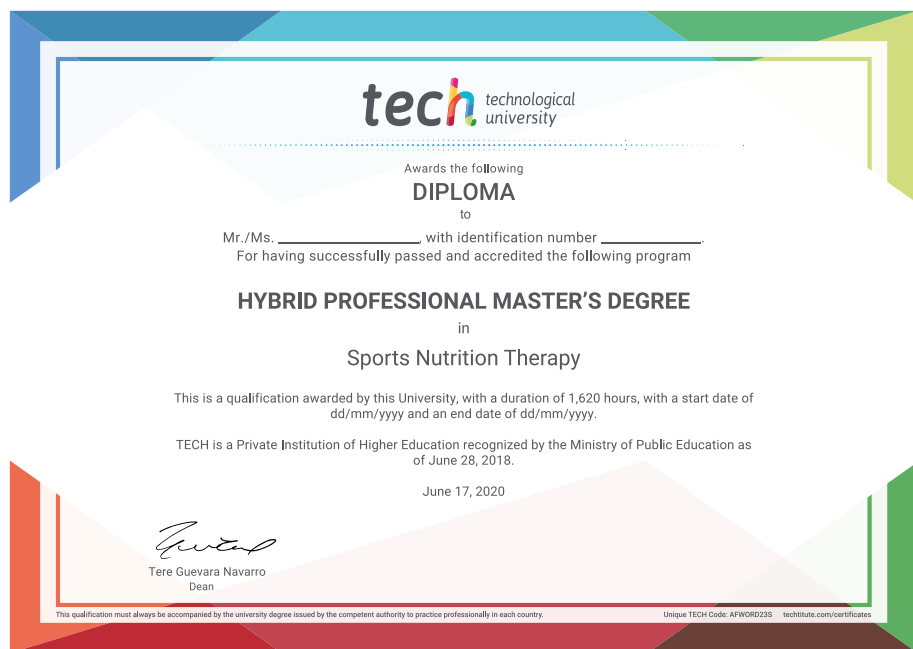 tech technological
university
Awards the following
DIPLOMA
to
Mr./Ms. ____________________, with identification number ______________.
For having successfully passed and accredited the following program
HYBRID PROFESSIONAL MASTER'S DEGREE
in
Sports Nutrition Therapy
This is a qualification awarded by this University, with a duration of 1,620 hours, with a start date of
dd/mm/yyyy and an end date of dd/mm/yyyy.
TECH is a Private Institution of Higher Education recognized by the Ministry of Public Education as
of June 28, 2018.
June 17, 2020
Tere Guevara Navarro
Dean
This qualification must always be accompanied by the university degree issued by the competent authority to practice professionally in each country.
Unique TECH Code: AFWORD23S techtitute.com/certificates